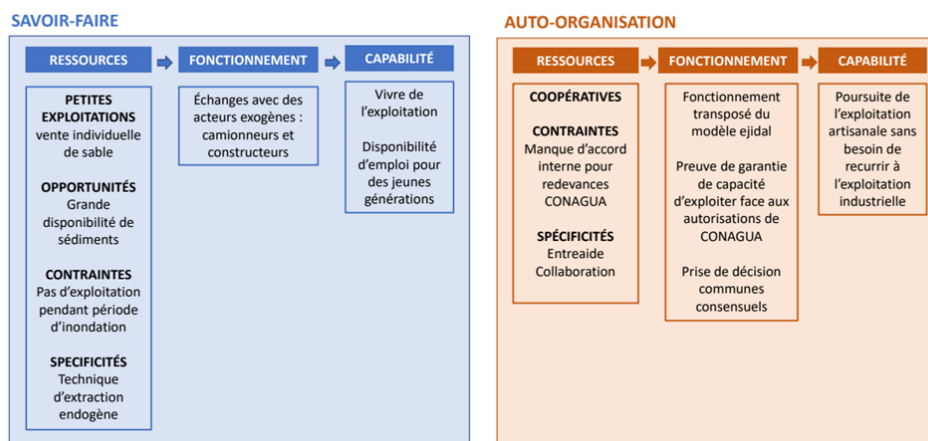 SAVOIR-FAIRE
RESSOURCES
FONCTIONNEMENT
CAPABILITÉ
PETITES
EXPLOITATIONS
vente individuelle
de sable
OPPORTUNITÉS
Grande
disponibilité de
sédiments
CONTRAINTES
Pas d'exploitation
pendant période
d'inondation
SPECIFICITÉS
Technique
d'extraction
endogène
Échanges avec des
acteurs exogènes :
camionneurs et
constructeurs
Vivre de
l'exploitation
Disponibilité
d'emploi pour
des jeunes
générations
AUTO-ORGANISATION
RESSOURCES
FONCTIONNEMENT
CAPABILITÉ
COOPÉRATIVES
CONTRAINTES
Manque d'accord
interne pour
redevances
CONAGUA
SPÉCIFICITÉS
Entreaide
Collaboration
Fonctionnement
transposé du
modèle ejidal
Preuve de garantie
de capacité
d'exploiter face aux
autorisations de
CONAGUA
Prise de décision
communes
consensuels
Poursuite de
l'exploitation
artisanale sans
besoin de
recurrir à
l'exploitation
industrielle